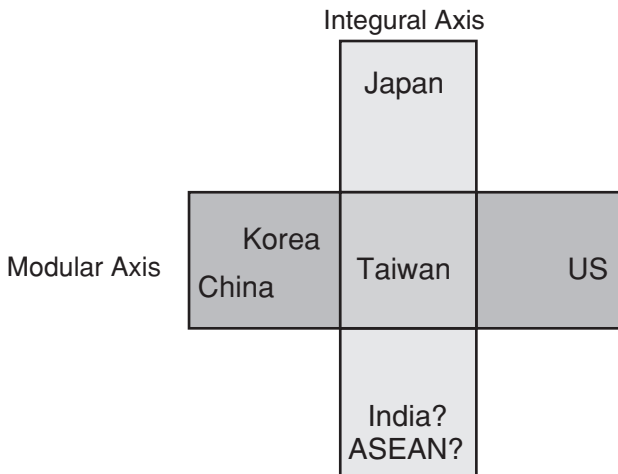 Integural Axis
Japan
Korea
Modular Axis
China
Taiwan
US
India?
ASEAN?